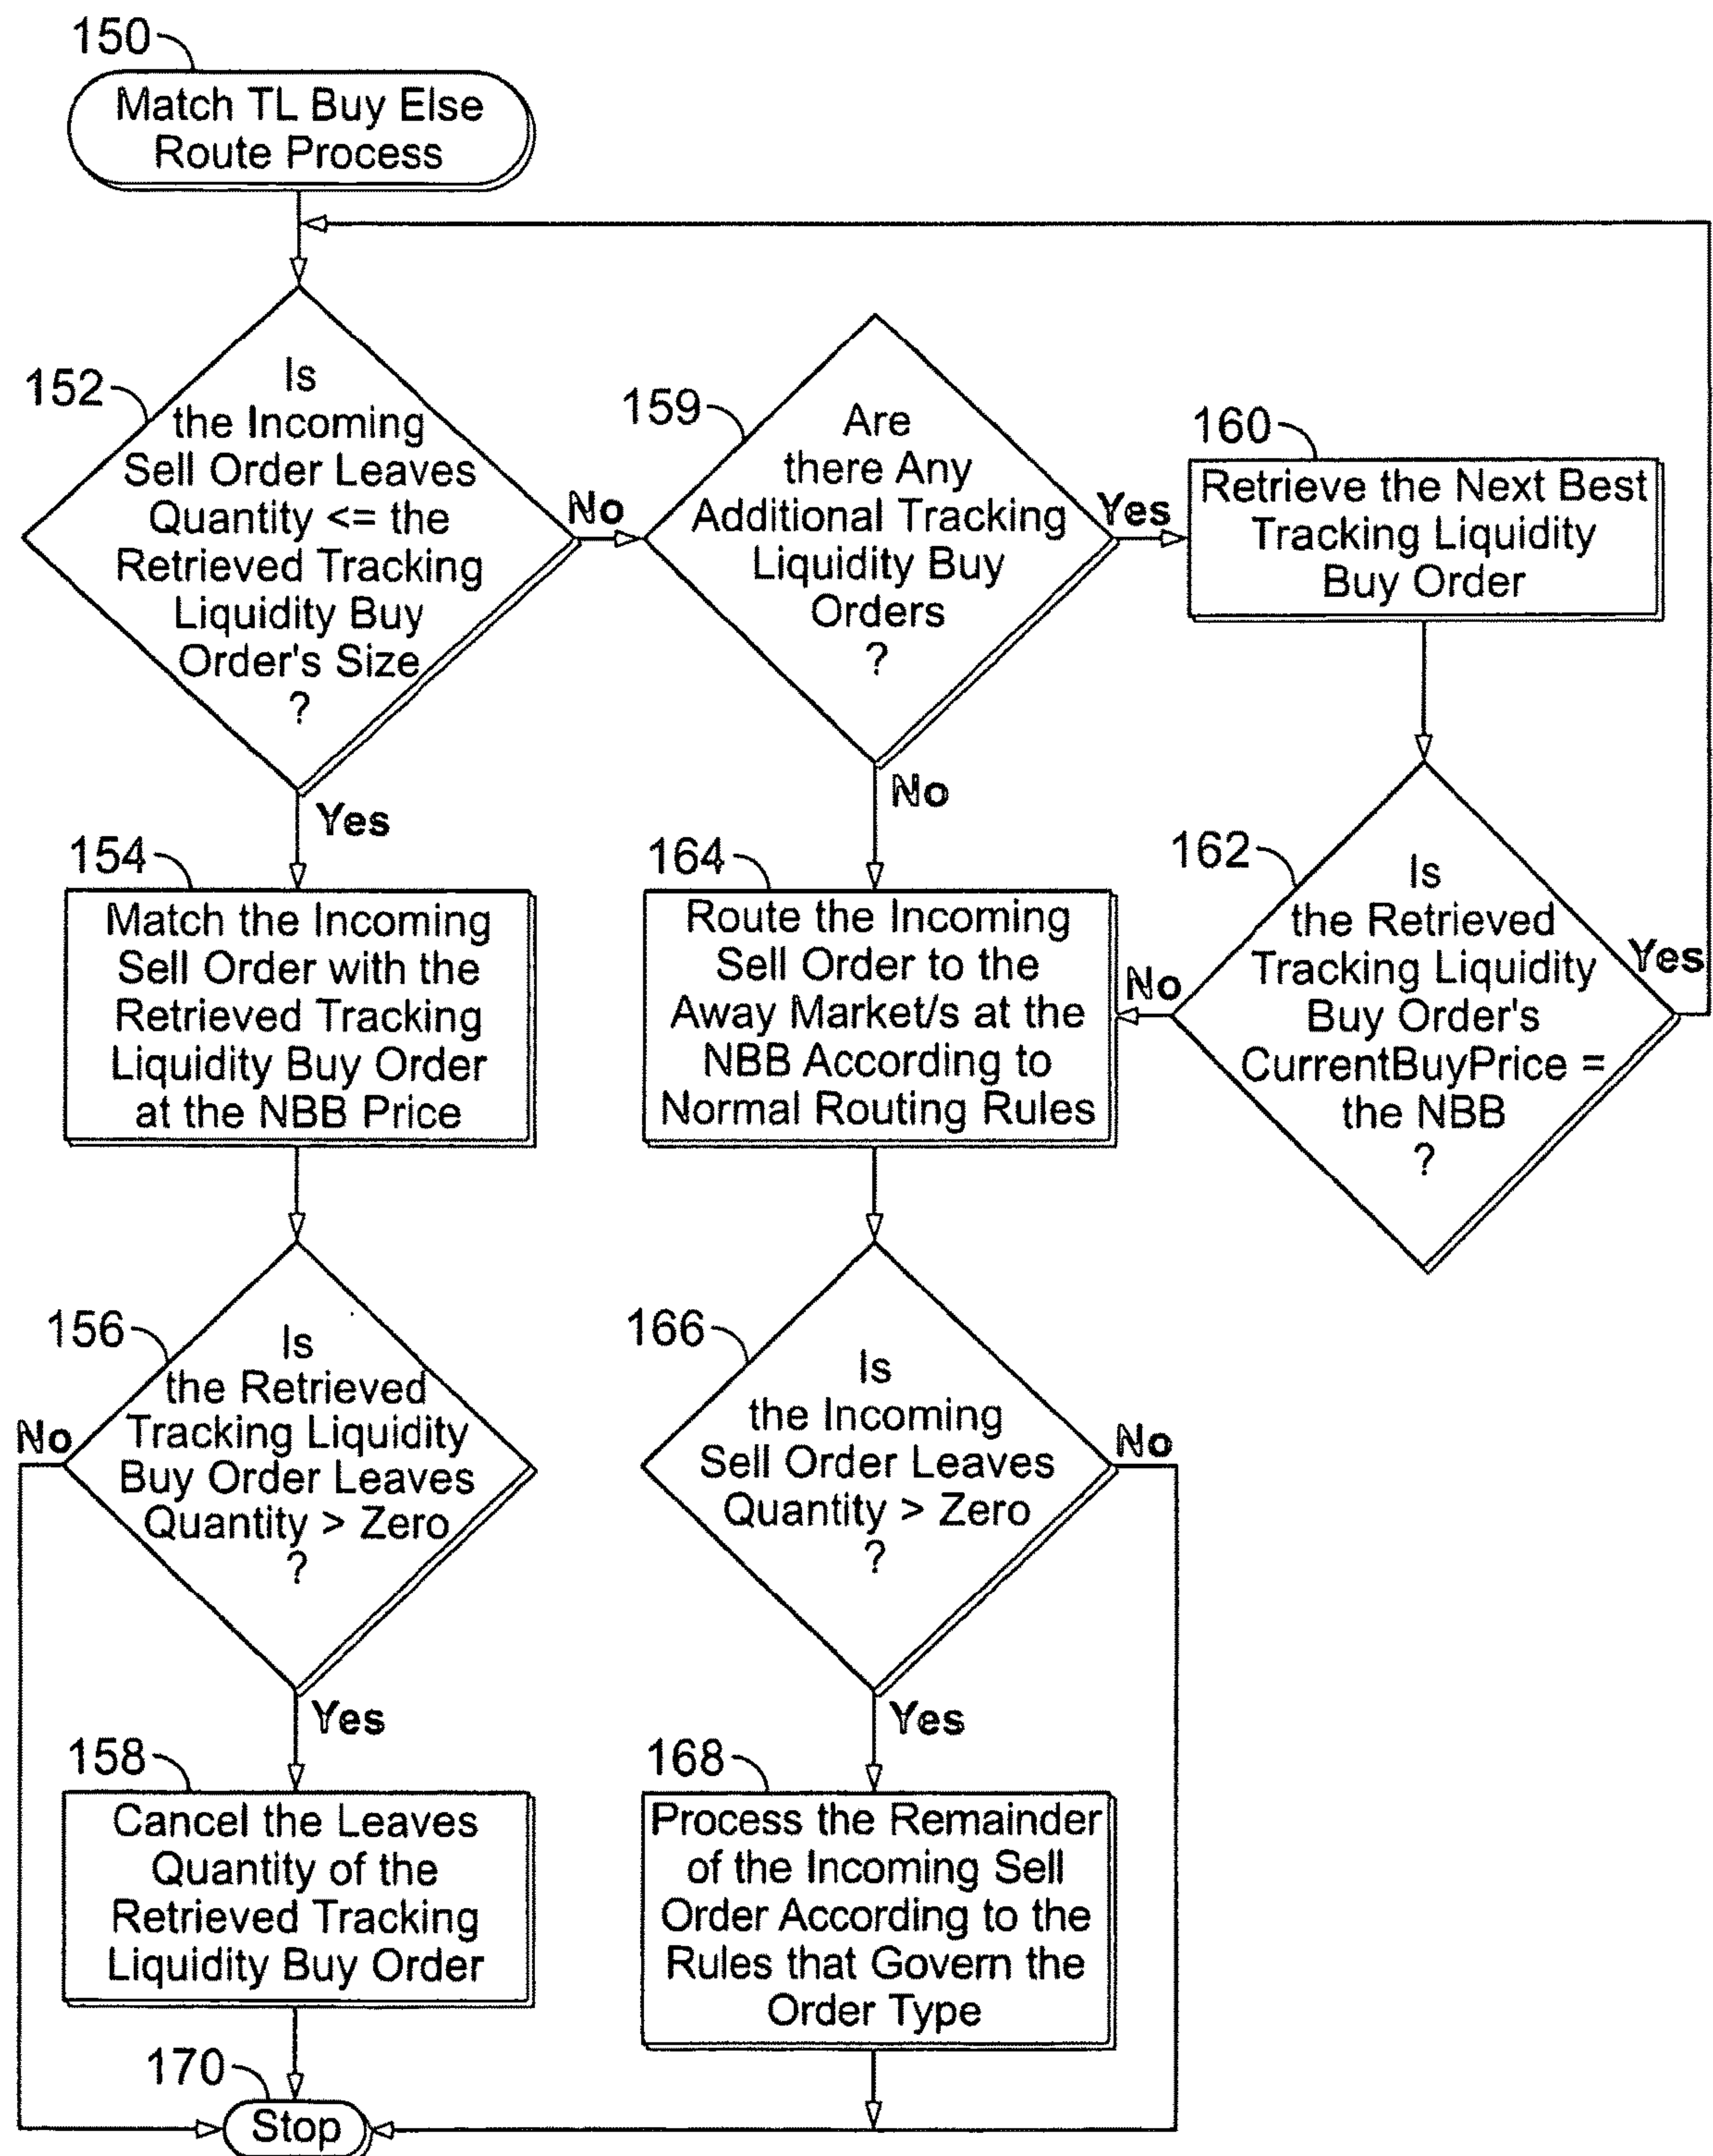 150
Match TL Buy Else
Route Process
152
Is
the Incoming
Sell Order Leaves
Quantity <= the
Retrieved Tracking
Liquidity Buy
Order's Size
?
No
Yes
159
Are
there Any
Additional Tracking
Liquidity Buy
Orders
?
Yes
No
160
Retrieve the Next Best
Tracking Liquidity
Buy Order
162
Is
the Retrieved
Tracking Liquidity
Buy Order's
CurrentBuyPrice =
the NBB
?
Yes
No
154
Match the Incoming
Sell Order with the
Retrieved Tracking
Liquidity Buy Order
at the NBB Price
164
Route the Incoming
Sell Order to the
Away Market/s at the
NBB According to
Normal Routing Rules
156
Is
the Retrieved
Tracking Liquidity
Buy Order Leaves
Quantity > Zero
?
No
Yes
166
Is
the Incoming
Sell Order Leaves
Quantity > Zero
?
No
Yes
158
Cancel the Leaves
Quantity of the
Retrieved Tracking
Liquidity Buy Order
168
Process the Remainder
of the Incoming Sell
Order According to the
Rules that Govern the
Order Type
170
Stop